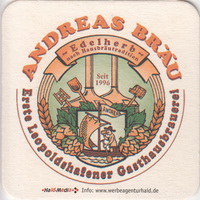 ANDREAS BRÄU
Edelherb
nach Hausbrautradition
Seit
1996
Erste Leopoldshafener Gasthausbrauerei
Info: www.werbeagenturhaid.de